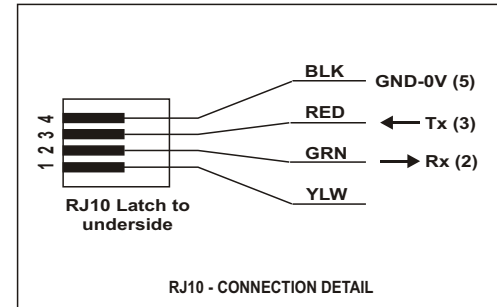 BLK
GND-0V (5)
RED
Tx (3)
GRN
Rx (2)
YLW
1 2 3 4
RJ10 Latch to
underside
RJ10 - CONNECTION DETAIL